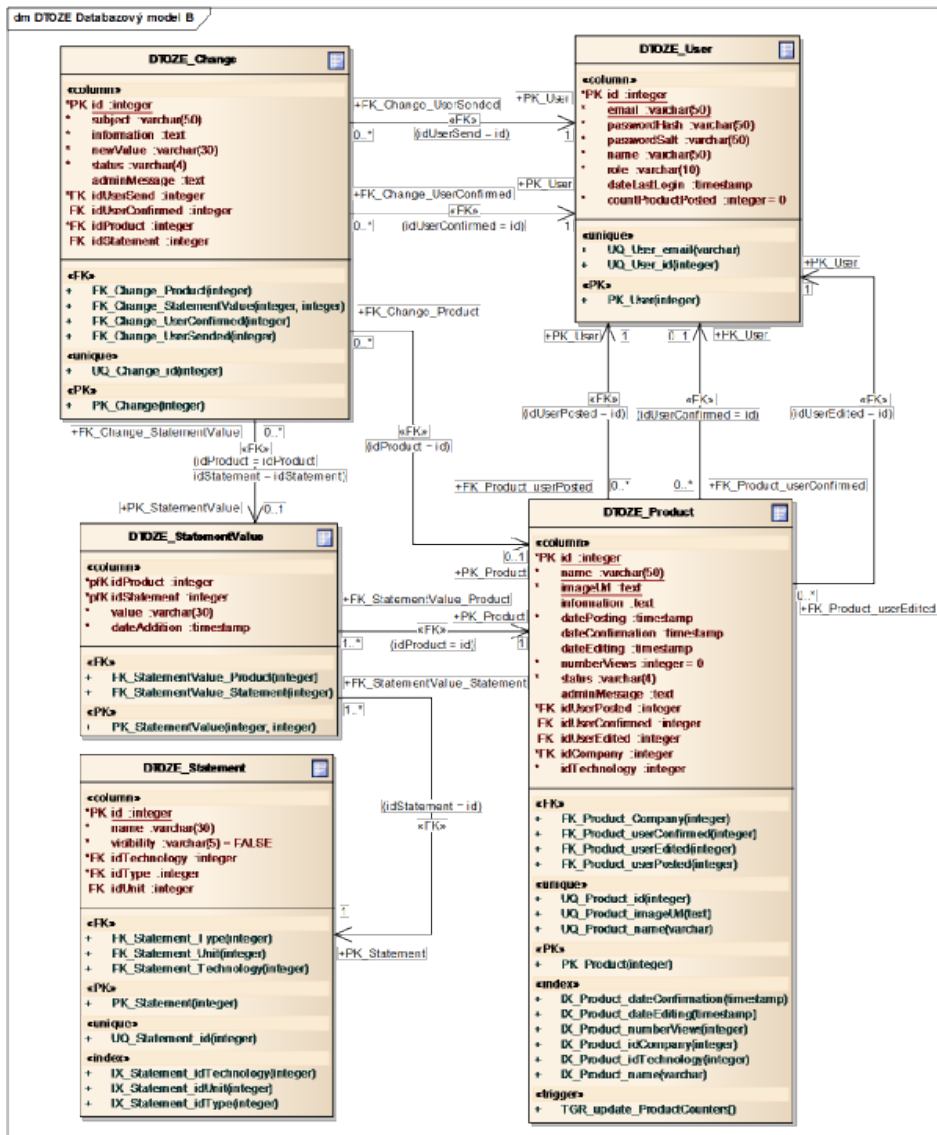 dm DTOZE Databazový model B
DTOZE_Change
«column»
*PK id :integer
* subject :varchar(50)
* information :text
* newValue :varchar(30)
* status :varchar(4)
adminMessage :text
*FK idUserSend :integer
FK idUserConfirmed :integer
*FK idProduct :integer
FK idStatement :integer
«FK»
+ FK_Change_Product(integer)
+ FK_Change_StatementValue(integer, integer)
+ FK_Change_UserConfirmed(integer)
+ FK_Change_UserSended(integer)
«unique»
+ UQ_Change_id(integer)
«PK»
+ PK_Change(integer)
+FK_Change_UserSended
+PK_User
«FK»
0..*
(idUserSend = id)
1
+FK_Change_UserConfirmed
+PK_User
«FK»
0..*
(idUserConfirmed = id)
1
DTOZE_User
«column»
*PK id :integer
* email :varchar(50)
* passwordHash :varchar(50)
* passwordSalt :varchar(50)
* name :varchar(50)
* role :varchar(10)
dateLastLogin :timestamp
* countProductPosted :integer = 0
«unique»
+ UQ_User_email(varchar)
+ UQ_User_id(integer)
«PK»
+ PK_User(integer)
+PK_User
1
+FK_Change_Product
0..*
«FK»
(idProduct = id)
+PK_User
1
0..1
+PK_User
«FK»
(idUserPosted = id)
«FK»
(idUserConfirmed = id)
«FK»
(idUserEdited = id)
+FK_Product_userPosted
0..*
0..*
+FK_Product_userConfirmed
0..*
+FK_Product_userEdited
+FK_Change_StatementValue
0..*
«FK»
(idProduct = idProduct
idStatement = idStatement)
+PK_StatementValue
0..1
0..1
+PK_Product
DTOZE_StatementValue
«column»
*pfK idProduct :integer
*pfK idStatement :integer
* value :varchar(30)
* dateAddition :timestamp
«FK»
+ FK_StatementValue_Product(integer)
+ FK_StatementValue_Statement(integer)
«PK»
+ PK_StatementValue(integer, integer)
+FK_StatementValue_Product
+PK_Product
«FK»
1..*
(idProduct = id)
1
+FK_StatementValue_Statement
1..*
(idStatement = id)
«FK»
1
+PK_Statement
DTOZE_Statement
«column»
*PK id :integer
* name :varchar(30)
* visibility :varchar(5) = FALSE
*FK idTechnology :integer
*FK idType :integer
FK idUnit :integer
«FK»
+ FK_Statement_Type(integer)
+ FK_Statement_Unit(integer)
+ FK_Statement_Technology(integer)
«PK»
+ PK_Statement(integer)
«unique»
+ UQ_Statement_id(integer)
«index»
+ IX_Statement_idTechnology(integer)
+ IX_Statement_idUnit(integer)
+ IX_Statement_idType(integer)
DTOZE_Product
«column»
*PK id :integer
* name :varchar(50)
* imageUrl :text
information :text
* datePosting :timestamp
dateConfirmation :timestamp
dateEditing :timestamp
* numberViews :integer = 0
* status :varchar(4)
adminMessage :text
*FK idUserPosted :integer
FK idUserConfirmed :integer
FK idUserEdited :integer
*FK idCompany :integer
* idTechnology :integer
«FK»
+ FK_Product_Company(integer)
+ FK_Product_userConfirmed(integer)
+ FK_Product_userEdited(integer)
+ FK_Product_userPosted(integer)
«unique»
+ UQ_Product_id(integer)
+ UQ_Product_imageUrl(text)
+ UQ_Product_name(varchar)
«PK»
+ PK_Product(integer)
«index»
+ IX_Product_dateConfirmation(timestamp)
+ IX_Product_dateEditing(timestamp)
+ IX_Product_numberViews(integer)
+ IX_Product_idCompany(integer)
+ IX_Product_idTechnology(integer)
+ IX_Product_name(varchar)
«trigger»
+ TGR_update_ProductCounters()